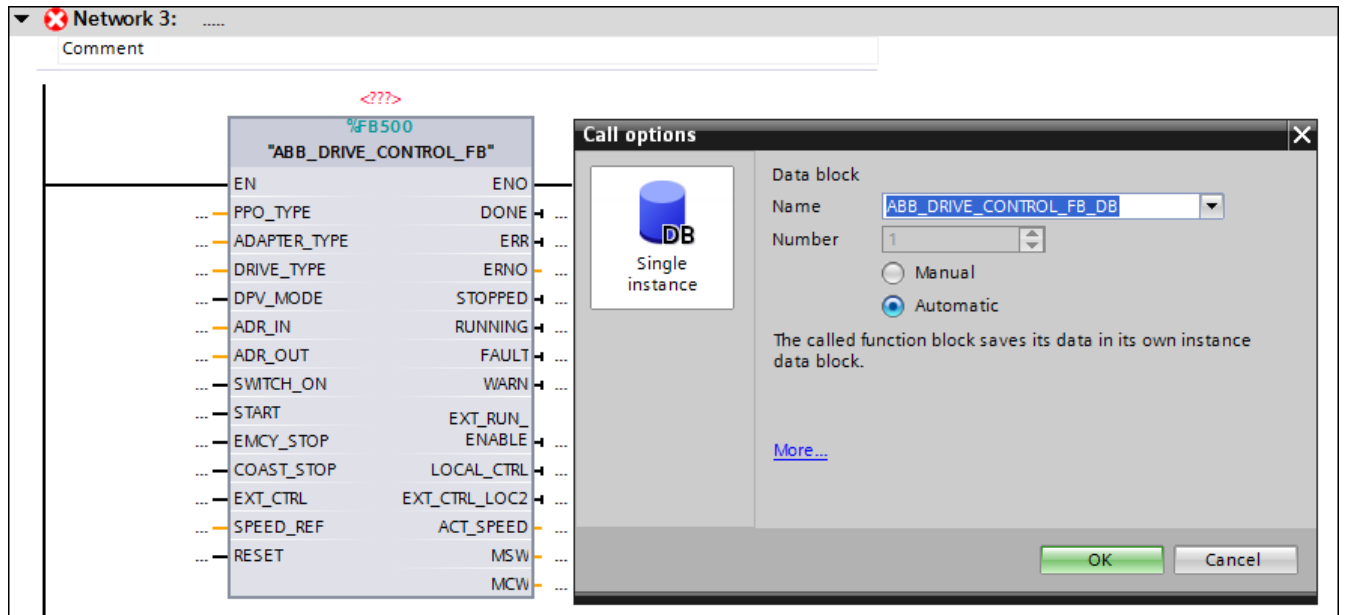 Network 3: .....
Comment
<???>
%FB500
"ABB_DRIVE_CONTROL_FB"
EN ENO
... PPO_TYPE DONE ...
... ADAPTER_TYPE ERR ...
... DRIVE_TYPE ERNO ...
... DPV_MODE STOPPED ...
... ADR_IN RUNNING ...
... ADR_OUT FAULT ...
... SWITCH_ON WARN ...
... START EXT_RUN_
... EMCY_STOP ENABLE ...
... COAST_STOP LOCAL_CTRL ...
... EXT_CTRL EXT_CTRL_LOC2 ...
... SPEED_REF ACT_SPEED ...
... RESET MSW ...
MCW ...
Call options
DB
Single
instance
Data block
Name ABB_DRIVE_CONTROL_FB_DB
Number 1
Manual
Automatic
The called function block saves its data in its own instance
data block.
More...
OK Cancel